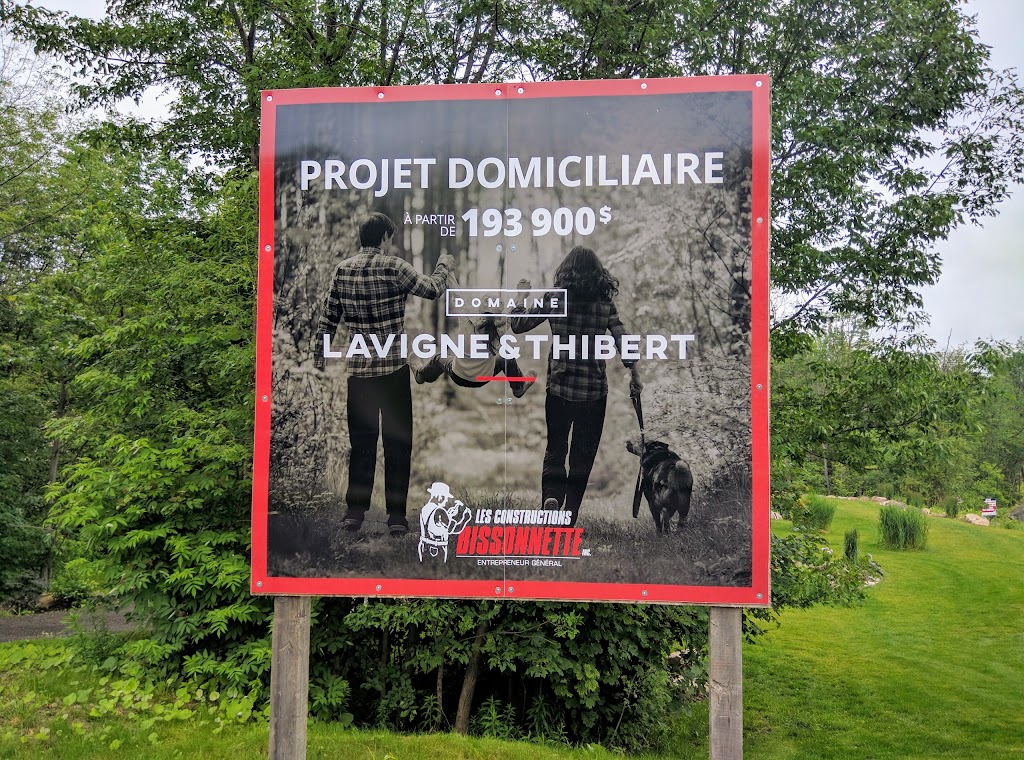 PROJET DOMICILIAIRE
À PARTIR
DE 193 900$
DOMAINE
LAVIGNE & THIBERT
LES CONSTRUCTIONS
BISSONNETTE INC.
ENTREPRENEUR GÉNÉRAL